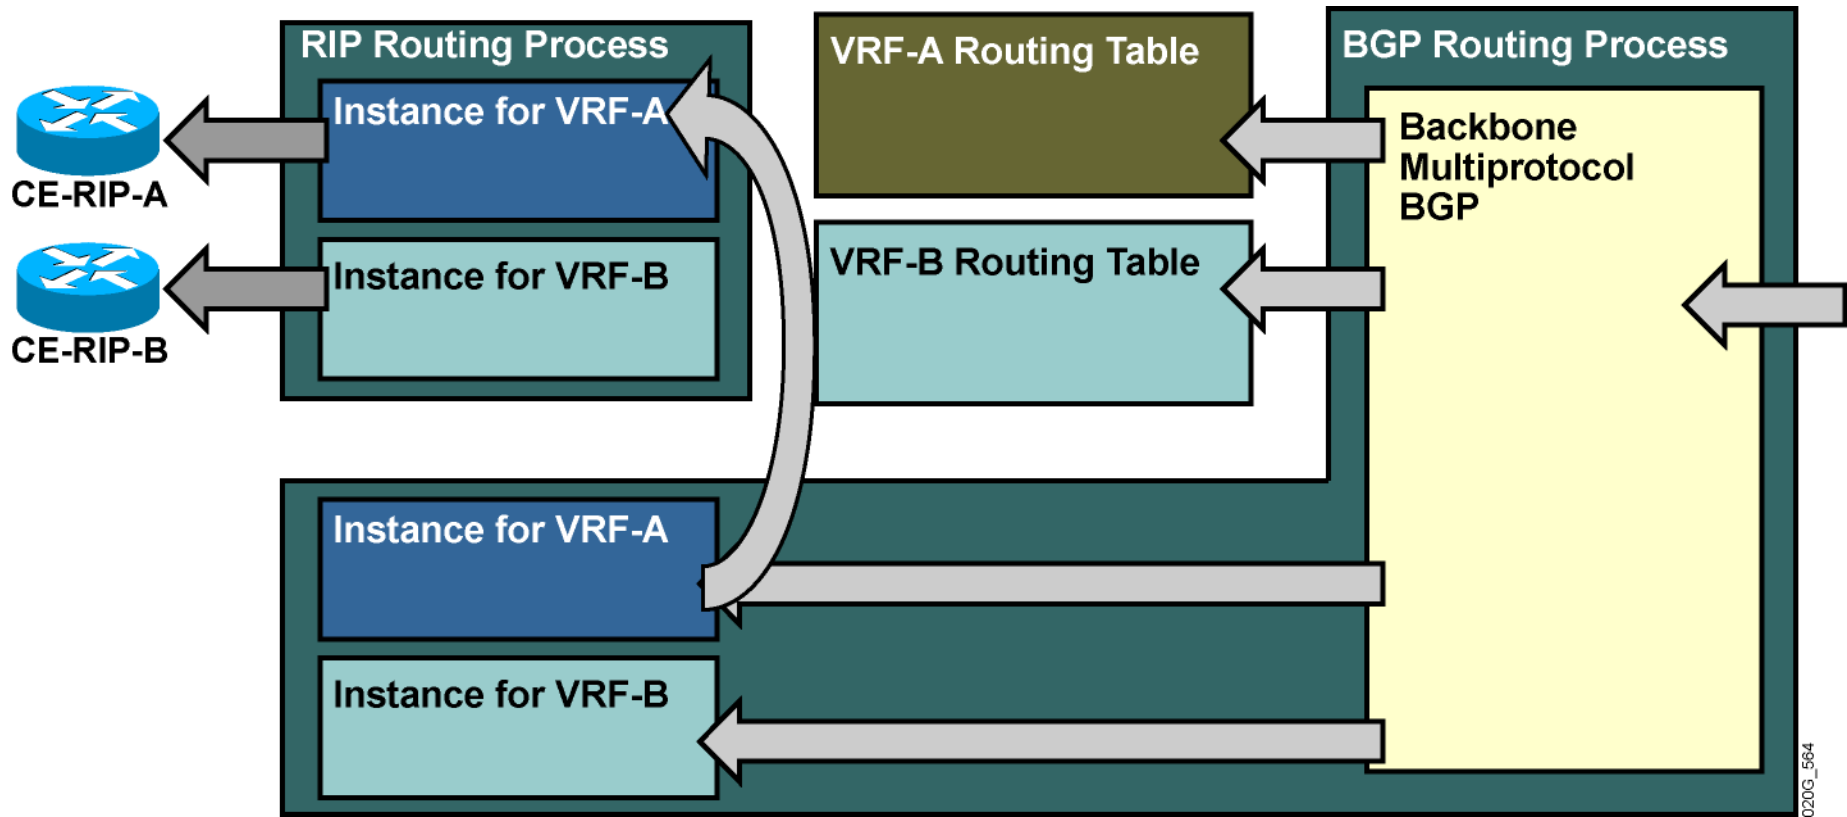 RIP Routing Process
Instance for VRF-A
Instance for VRF-B
CE-RIP-A
CE-RIP-B
VRF-A Routing Table
VRF-B Routing Table
BGP Routing Process
Backbone
Multiprotocol
BGP
Instance for VRF-A
Instance for VRF-B
020G_564